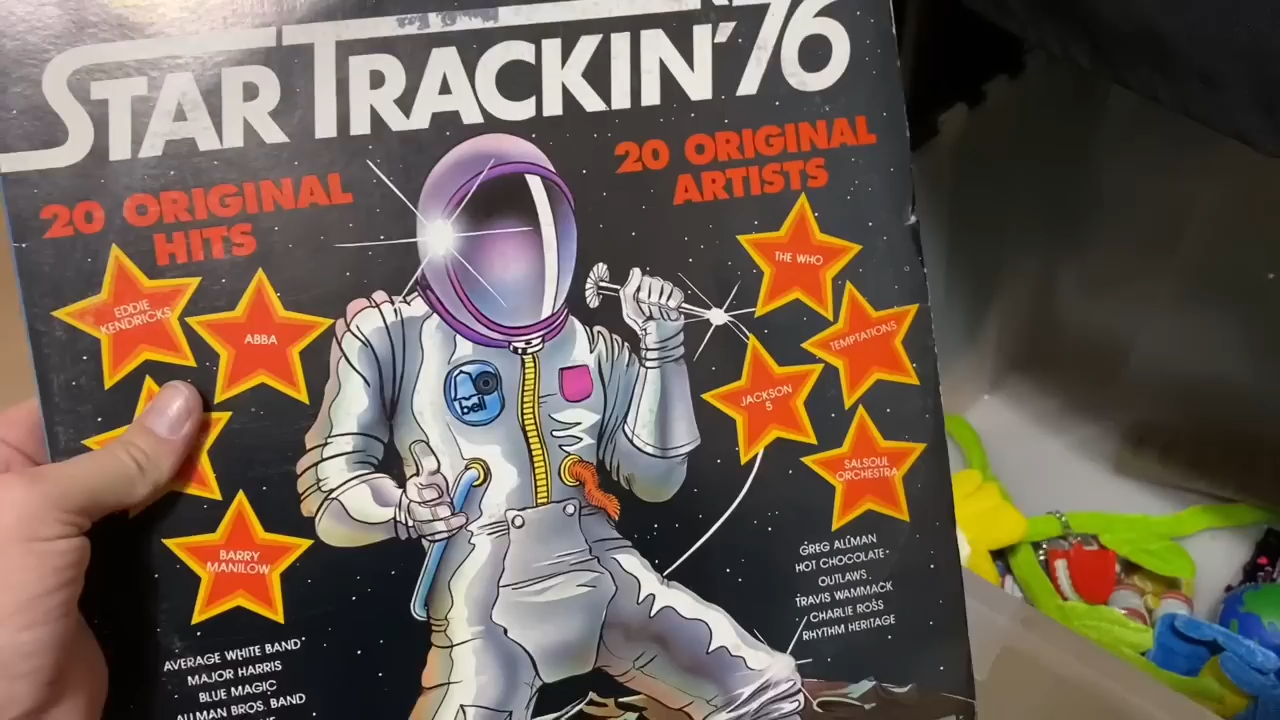 STAR TRACKIN' '76
20 ORIGINAL
HITS
20 ORIGINAL
ARTISTS
EDDIE
KENDRICKS
ABBA
BARRY
MANILOW
THE WHO
TEMPTATIONS
JACKSON
5
SALSOUL
ORCHESTRA
bell
AVERAGE WHITE BAND
MAJOR HARRIS
BLUE MAGIC
ALLMAN BROS. BAND
GREG ALLMAN
HOT CHOCOLATE
OUTLAWS
TRAVIS WAMMACK
CHARLIE ROSS
RHYTHM HERITAGE